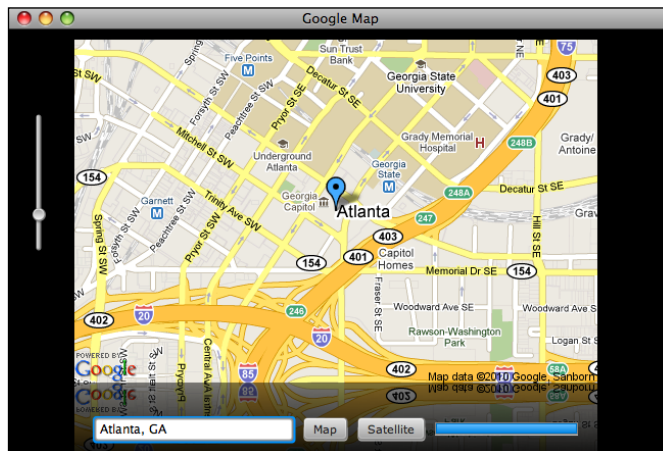 Google Map
75
Spring St SW
Five Points
M
Sun Trust
Bank
Decatur St SE
Georgia State
University
403
401
Forsyth St SW
Peachtree St SW
Pryor St SE
Mitchell St SW
Underground
Atlanta
Grady Memorial
Hospital
H
248B
Grady/
Antoine
154
Georgia
State
M
Garnett
M
Trinity Ave SW
Georgia
Capitol
Atlanta
248A
Decatur St SE
247
Grav
Spring St SW
Forsyth St SW
Peachtree St SW
Pryor St SW
403
401
Capitol
Homes
154
Memorial Dr SE
154
Hill St SE
Fraser St SE
246
402
20
20
Woodward Ave SE
Woodward Ave S
Rawson-Washington
Park
Logan St S
POWERED BY
Google
Central Ave
85
402
20
58A
Map data ©2010 Google, Sanborn
Atlanta, GA
Map
Satellite